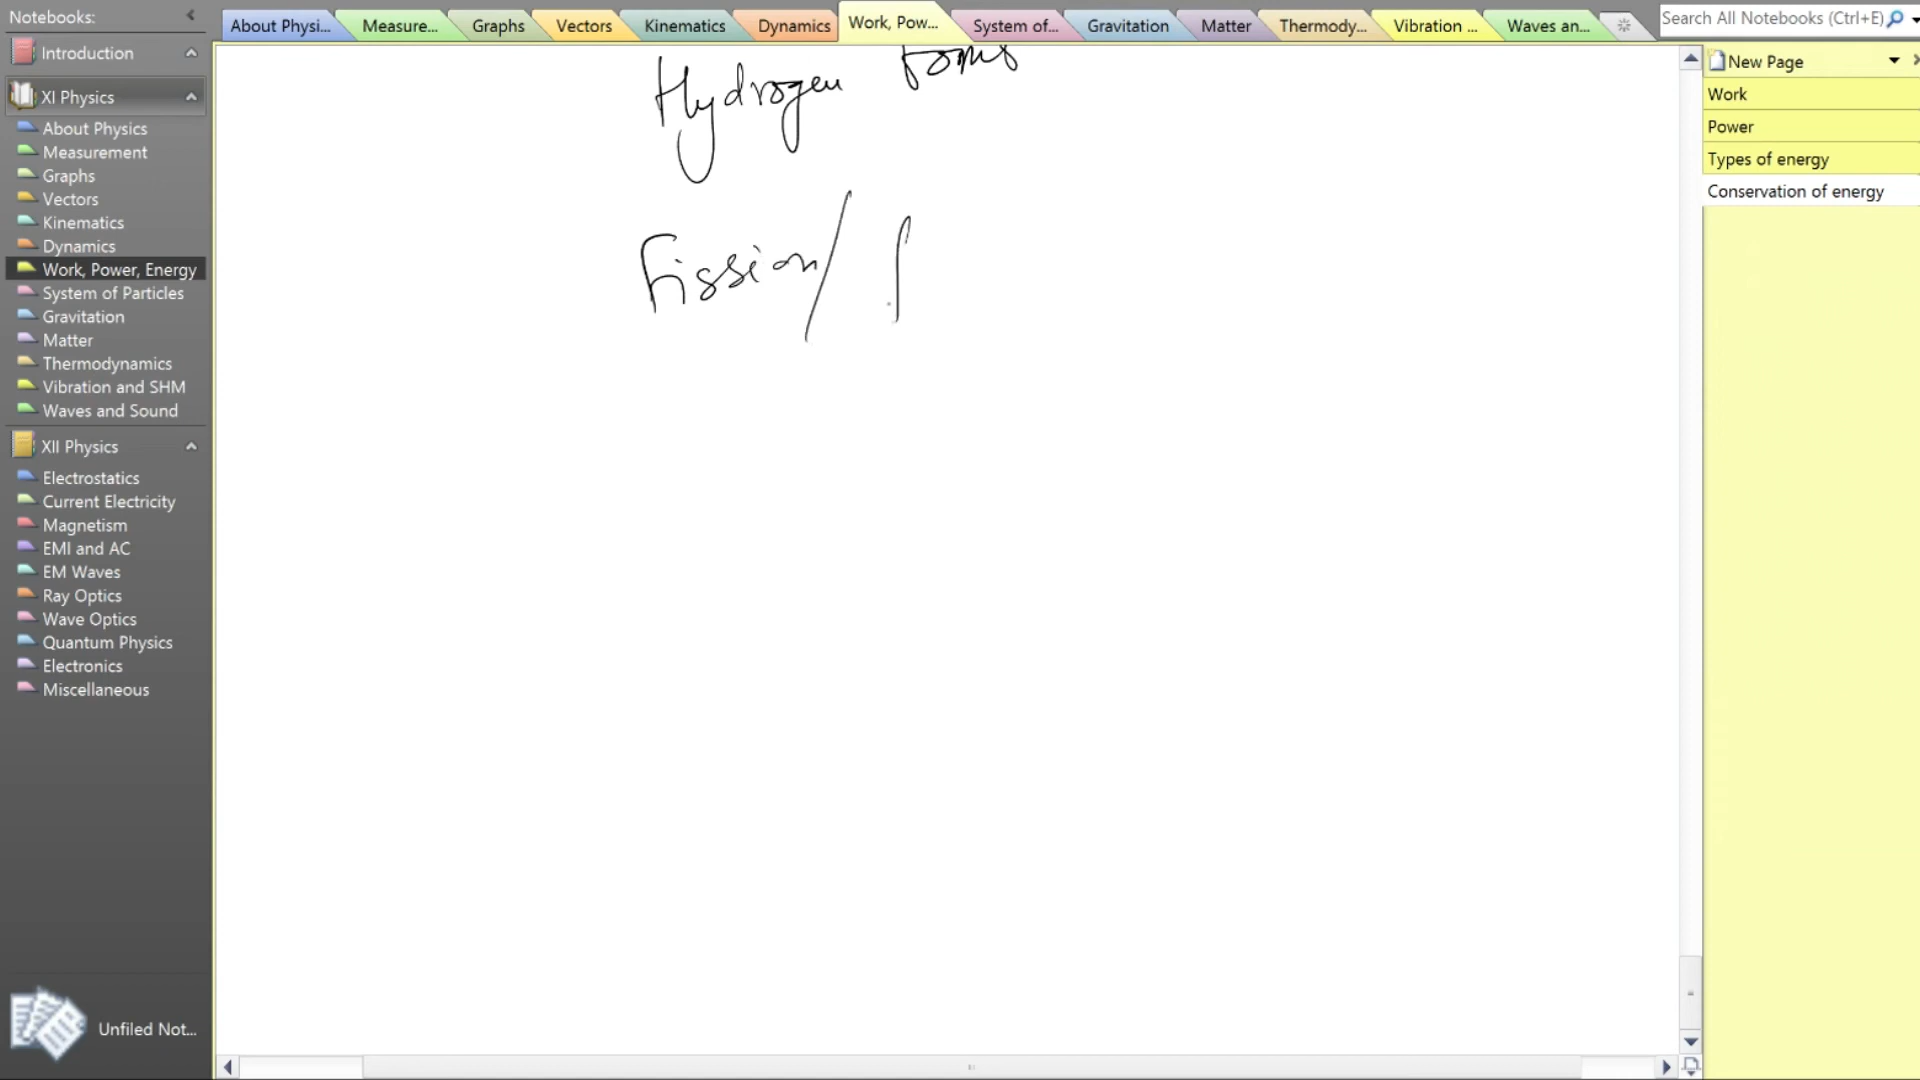 Notebooks:
Introduction
XI Physics
About Physics
Measurement
Graphs
Vectors
Kinematics
Dynamics
Work, Power, Energy
System of Particles
Gravitation
Matter
Thermodynamics
Vibration and SHM
Waves and Sound
XII Physics
Electrostatics
Current Electricity
Magnetism
EMI and AC
EM Waves
Ray Optics
Wave Optics
Quantum Physics
Electronics
Miscellaneous
Unfiled Not...
About Physi... Measure... Graphs Vectors Kinematics Dynamics Work, Pow... System of... Gravitation Matter Thermody... Vibration ... Waves an...
Search All Notebooks (Ctrl+E)
Hydrogen
Fission/
New Page
Work
Power
Types of energy
Conservation of energy